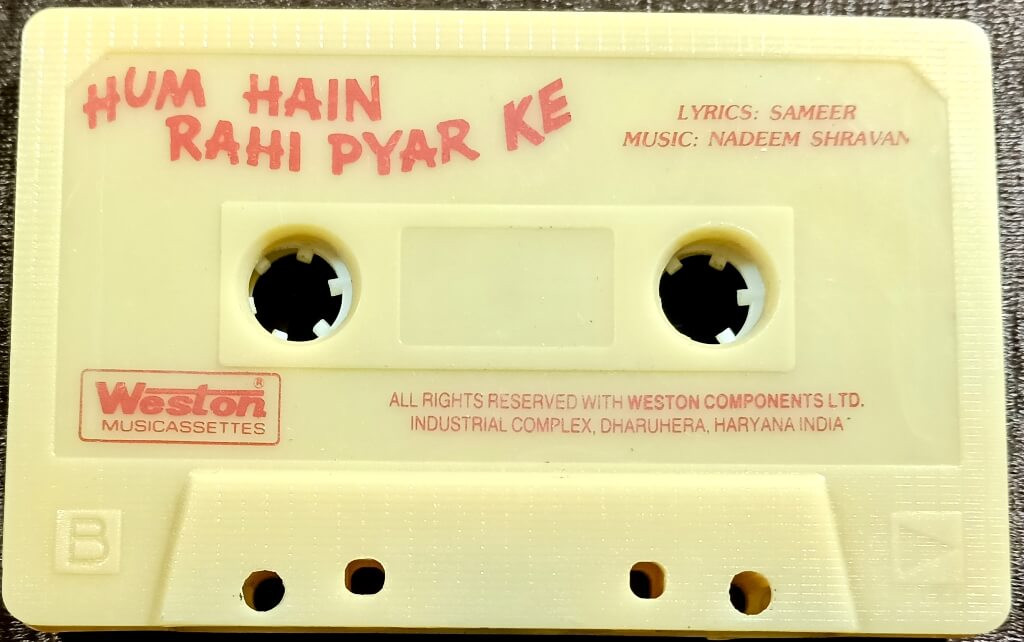 HUM HAIN
RAHI PYAR KE
LYRICS: SAMEER
MUSIC: NADEEM SHRAVAN
Weston®
MUSICASSETTES
ALL RIGHTS RESERVED WITH WESTON COMPONENTS LTD.
INDUSTRIAL COMPLEX, DHARUHERA, HARYANA INDIA
B